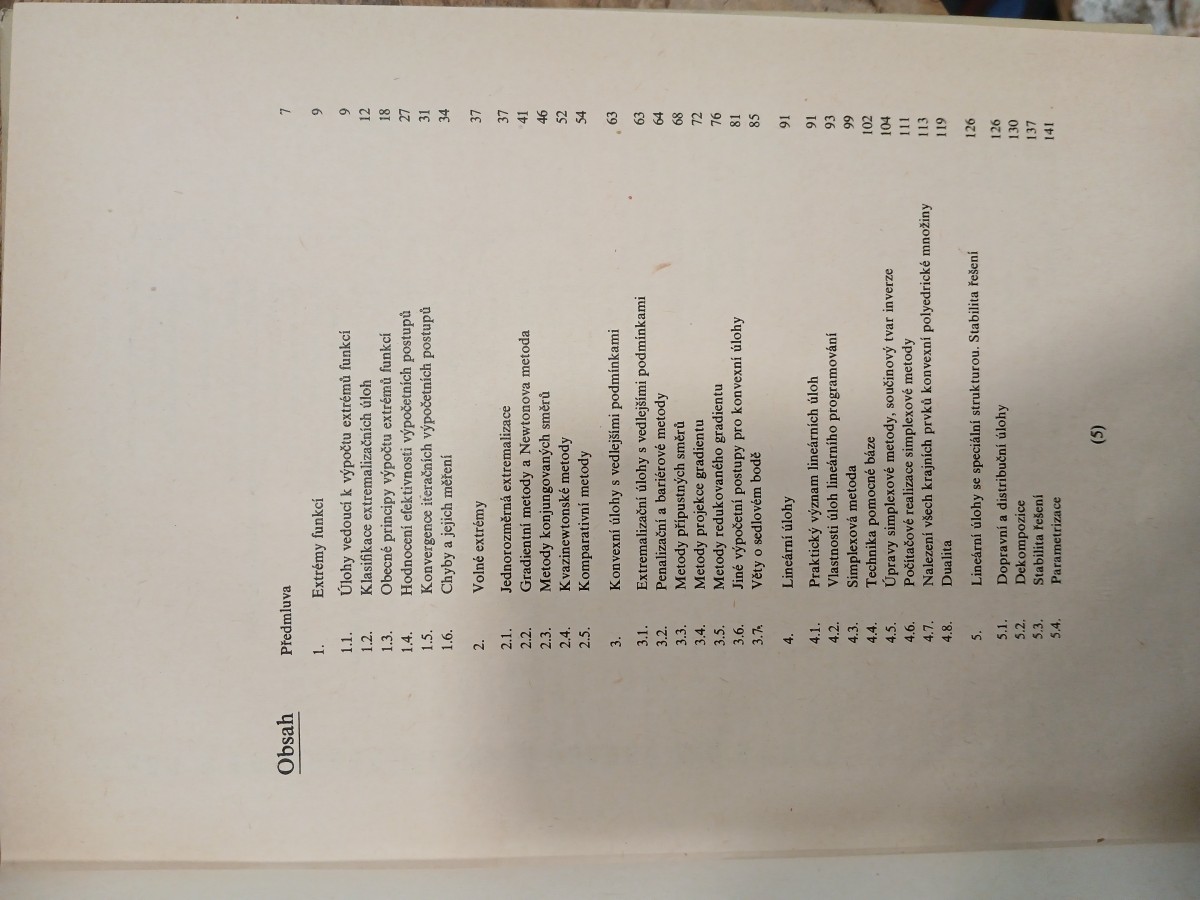 Obsah
Předmluva 7
1. Extrémy funkcí 9
1.1. Úlohy vedoucí k výpočtu extrémů funkcí 9
1.2. Klasifikace extremalizačních úloh 12
1.3. Obecné principy výpočtu extrémů funkcí 18
1.4. Hodnocení efektivnosti výpočetních postupů 27
1.5. Konvergence iteračních výpočetních postupů 31
1.6. Chyby a jejich měření 34
2. Volné extrémy 37
2.1. Jednorozměrná extremalizace 37
2.2. Gradientní metody a Newtonova metoda 41
2.3. Metody konjungovaných směrů 46
2.4. Kvazinewtonské metody 52
2.5. Komparativní metody 54
3. Konvexní úlohy s vedlejšími podmínkami 63
3.1. Extremalizační úlohy s vedlejšími podmínkami 63
3.2. Penalizační a bariérové metody 64
3.3. Metody přípustných směrů 68
3.4. Metody projekce gradientu 72
3.5. Metody redukovaného gradientu 76
3.6. Jiné výpočetní postupy pro konvexní úlohy 81
3.7. Věty o sedlovém bodě 85
4. Lineární úlohy 91
4.1. Praktický význam lineárních úloh 91
4.2. Vlastnosti úloh lineárního programování 93
4.3. Simplexová metoda 99
4.4. Technika pomocné báze 102
4.5. Úpravy simplexové metody, součinový tvar inverze 104
4.6. Počítačové realizace simplexové metody 111
4.7. Nalezení všech krajních prvků konvexní polyedrické množiny 113
4.8. Dualita 119
5. Lineární úlohy se speciální strukturou. Stabilita řešení 126
5.1. Dopravní a distribuční úlohy 126
5.2. Dekompozice 130
5.3. Stabilita řešení 137
5.4. Parametrizace 141
(5)